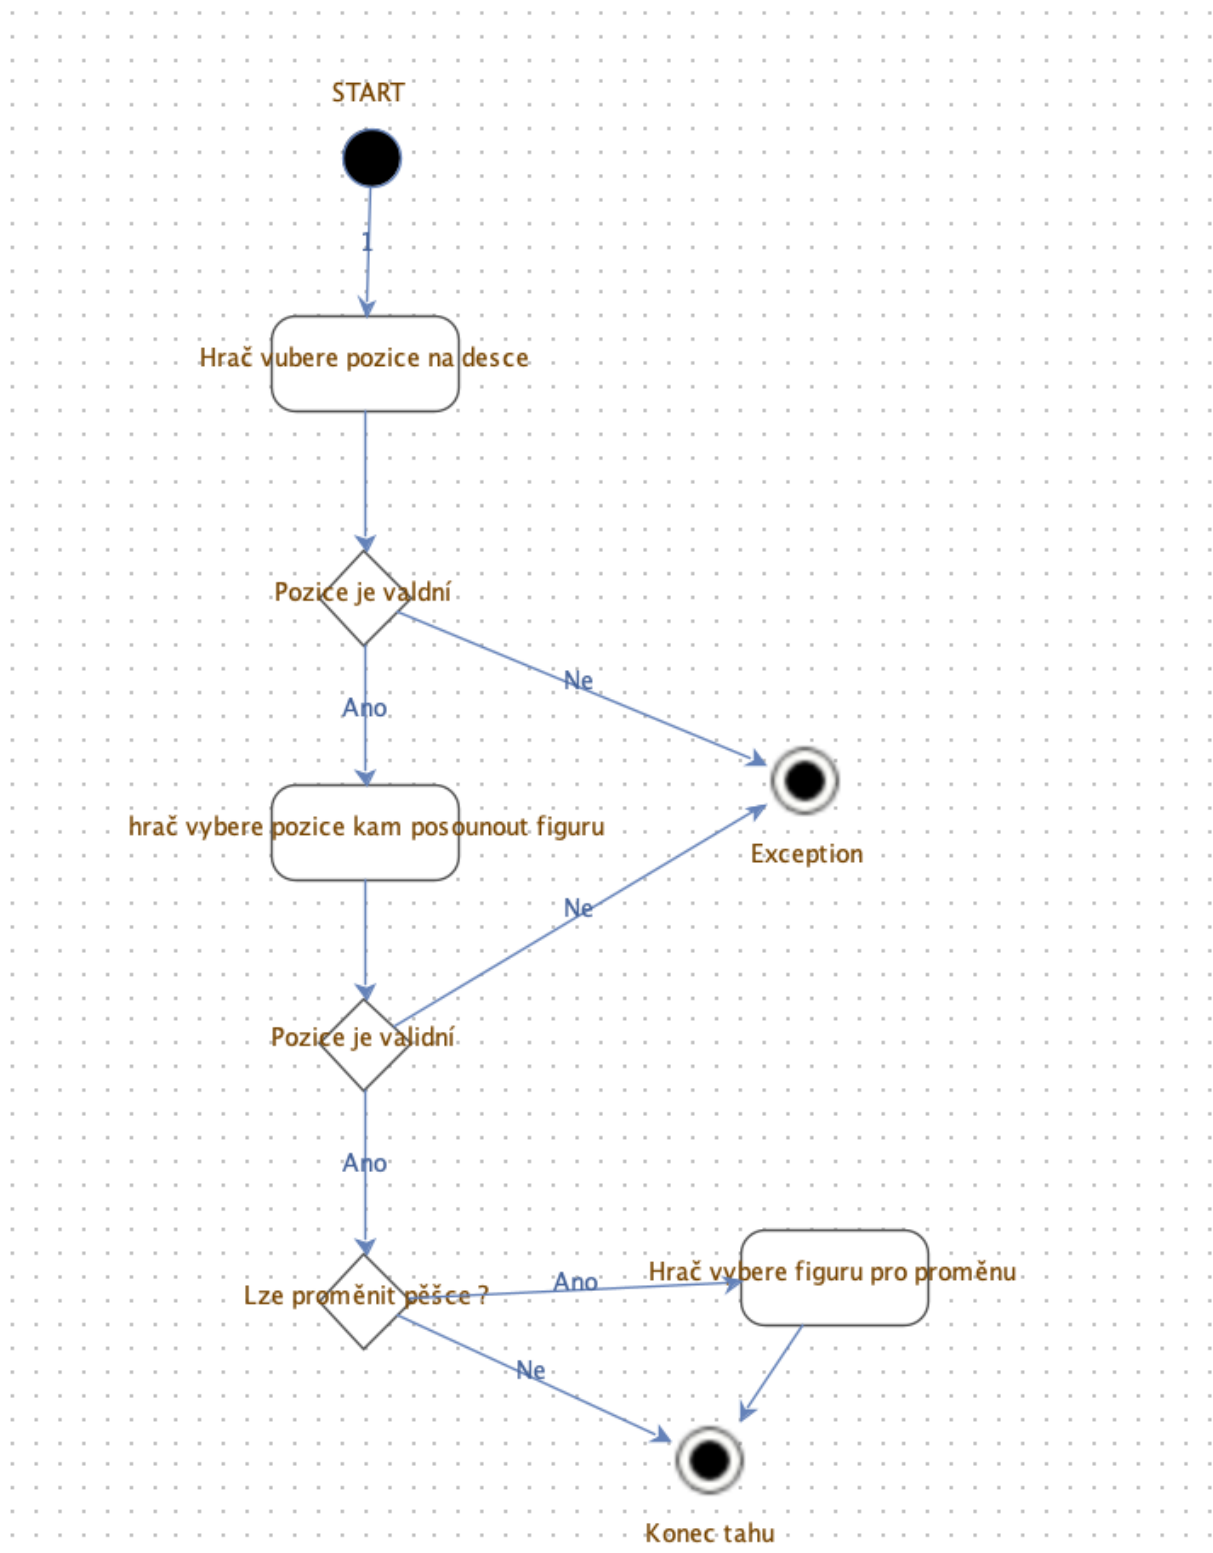 START
1
Hrač vubere pozice na desce
Pozice je valdní
Ne
Ano
hrač vybere pozice kam posounout figuru
Exception
Ne
Pozice je validní
Ano
Hrač vybere figuru pro proměnu
Ano
Lze proměnit pěšce ?
Ne
Konec tahu